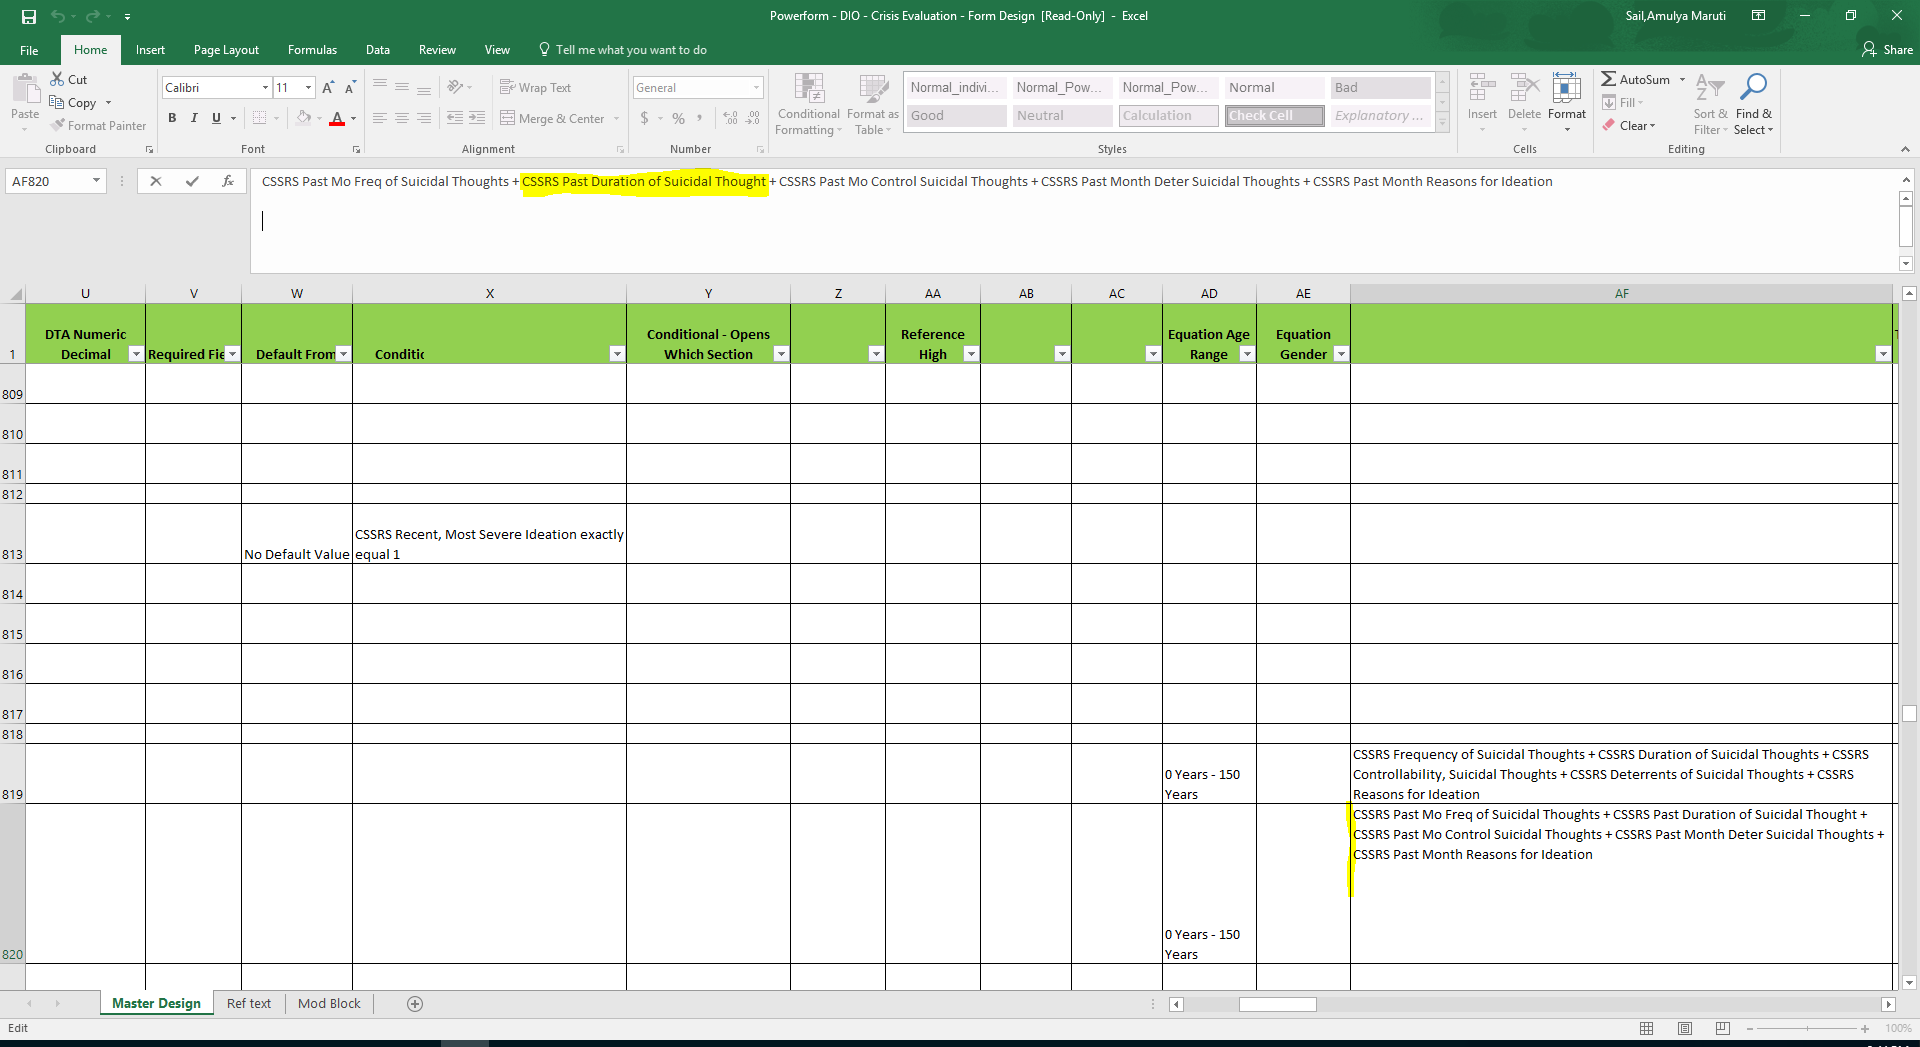 Powerform - DIO - Crisis Evaluation - Form Design [Read-Only] - Excel
Sail,Amulya Maruti
File Home Insert Page Layout Formulas Data Review View Tell me what you want to do Share
Paste Cut Copy Format Painter Clipboard
Calibri 11 A A B I U A Font
Wrap Text Merge & Center Alignment
General $ % , Number
Conditional Formatting Format as Table
Normal_indivi... Normal_Pow... Normal_Pow... Normal Bad
Good Neutral Calculation Check Cell Explanatory ...
Styles
Insert Delete Format Cells
AutoSum Fill Clear Sort & Filter Find & Select Editing
AF820 fx CSSRS Past Mo Freq of Suicidal Thoughts + CSSRS Past Duration of Suicidal Thought + CSSRS Past Mo Control Suicidal Thoughts + CSSRS Past Month Deter Suicidal Thoughts + CSSRS Past Month Reasons for Ideation
U V W X Y Z AA AB AC AD AE AF
1 DTA Numeric Decimal Required Fie Default From Conditic Conditional - Opens Which Section Reference High Equation Age Range Equation Gender
809
810
811
812
813 No Default Value CSSRS Recent, Most Severe Ideation exactly equal 1
814
815
816
817
818
819 0 Years - 150 Years CSSRS Frequency of Suicidal Thoughts + CSSRS Duration of Suicidal Thoughts + CSSRS
Controllability, Suicidal Thoughts + CSSRS Deterrents of Suicidal Thoughts + CSSRS
Reasons for Ideation
820 0 Years - 150 Years CSSRS Past Mo Freq of Suicidal Thoughts + CSSRS Past Duration of Suicidal Thought +
CSSRS Past Mo Control Suicidal Thoughts + CSSRS Past Month Deter Suicidal Thoughts +
CSSRS Past Month Reasons for Ideation
Master Design Ref text Mod Block
Edit 100%